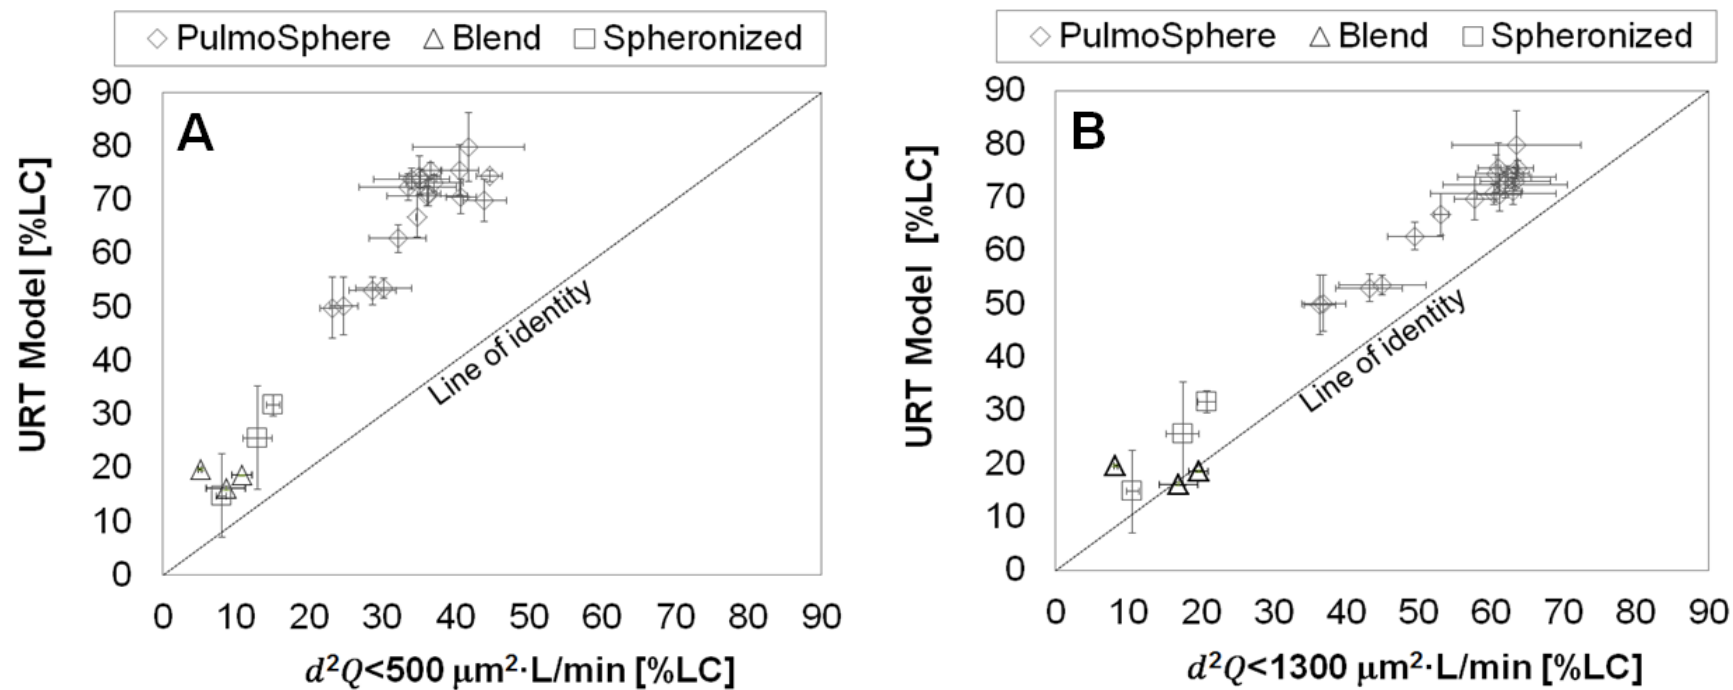 PulmoSphere Blend Spheronized
A
URT Model [%LC]
90
80
70
60
50
40
30
20
10
0
Line of identity
0 10 20 30 40 50 60 70 80 90
d²Q<500 μm²·L/min [%LC]
PulmoSphere Blend Spheronized
B
URT Model [%LC]
90
80
70
60
50
40
30
20
10
0
Line of identity
0 10 20 30 40 50 60 70 80 90
d²Q<1300 μm²·L/min [%LC]